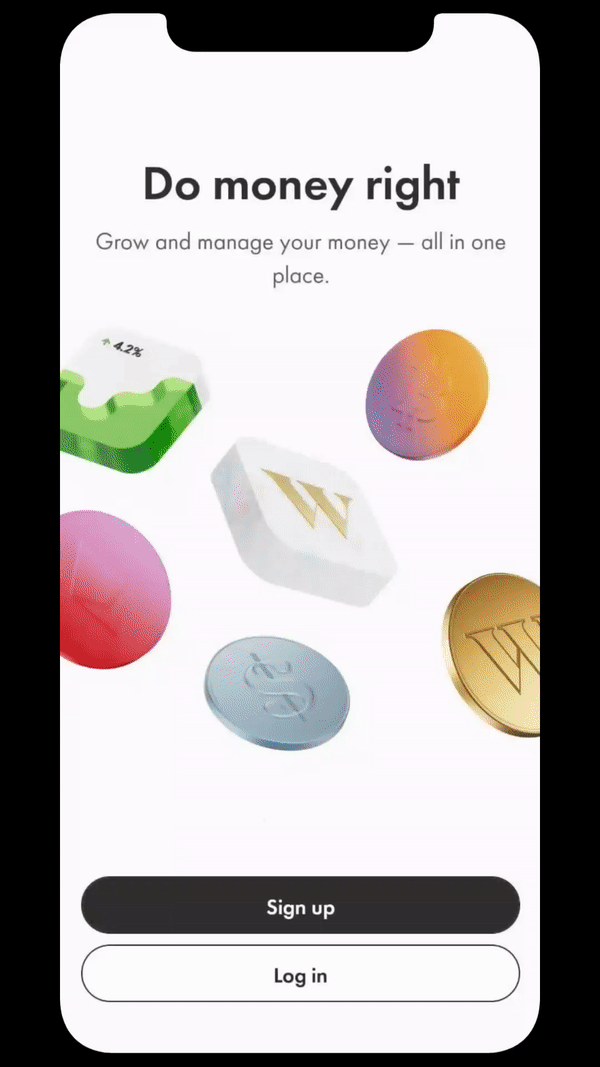 Do money right
Grow and manage your money — all in one
place.
4.2%
W
W
$
Sign up
Log in